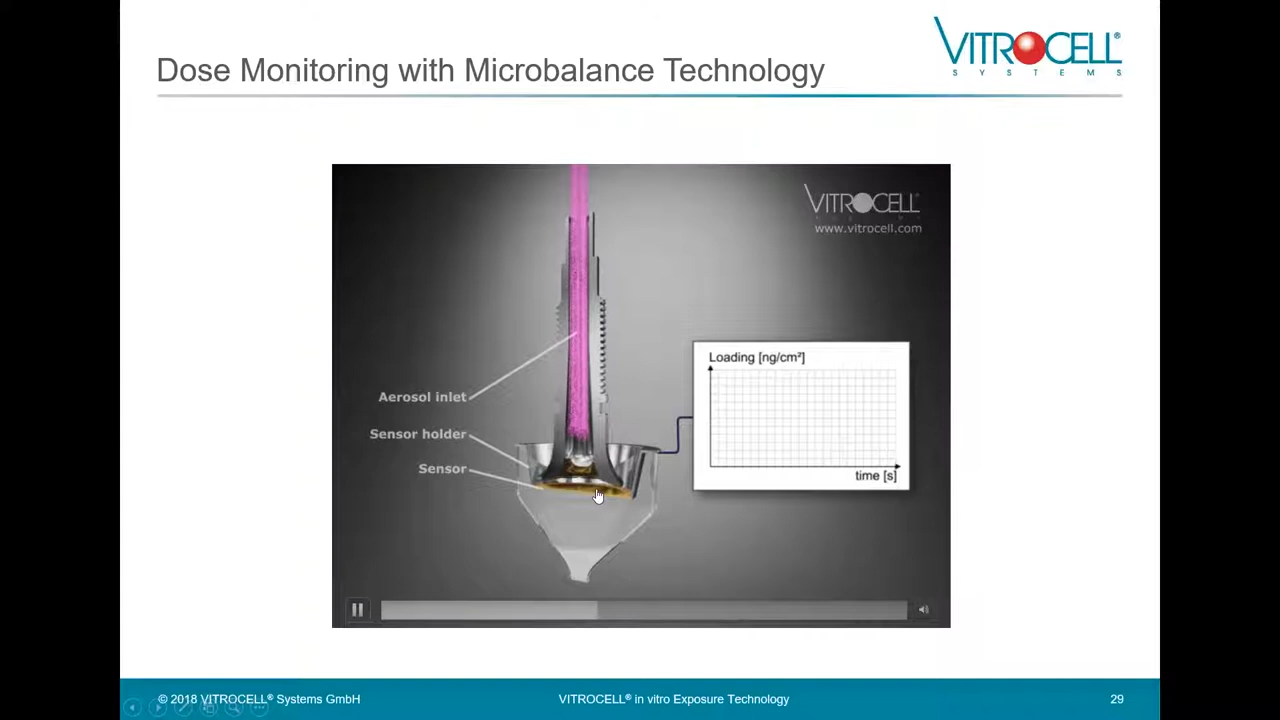 Dose Monitoring with Microbalance Technology
VITROCELL®
SYSTEMS
VITROCELL®
www.vitrocell.com
Loading [ng/cm²]
Aerosol inlet
Sensor holder
Sensor
time [s]
© 2018 VITROCELL® Systems GmbH
VITROCELL® in vitro Exposure Technology
29